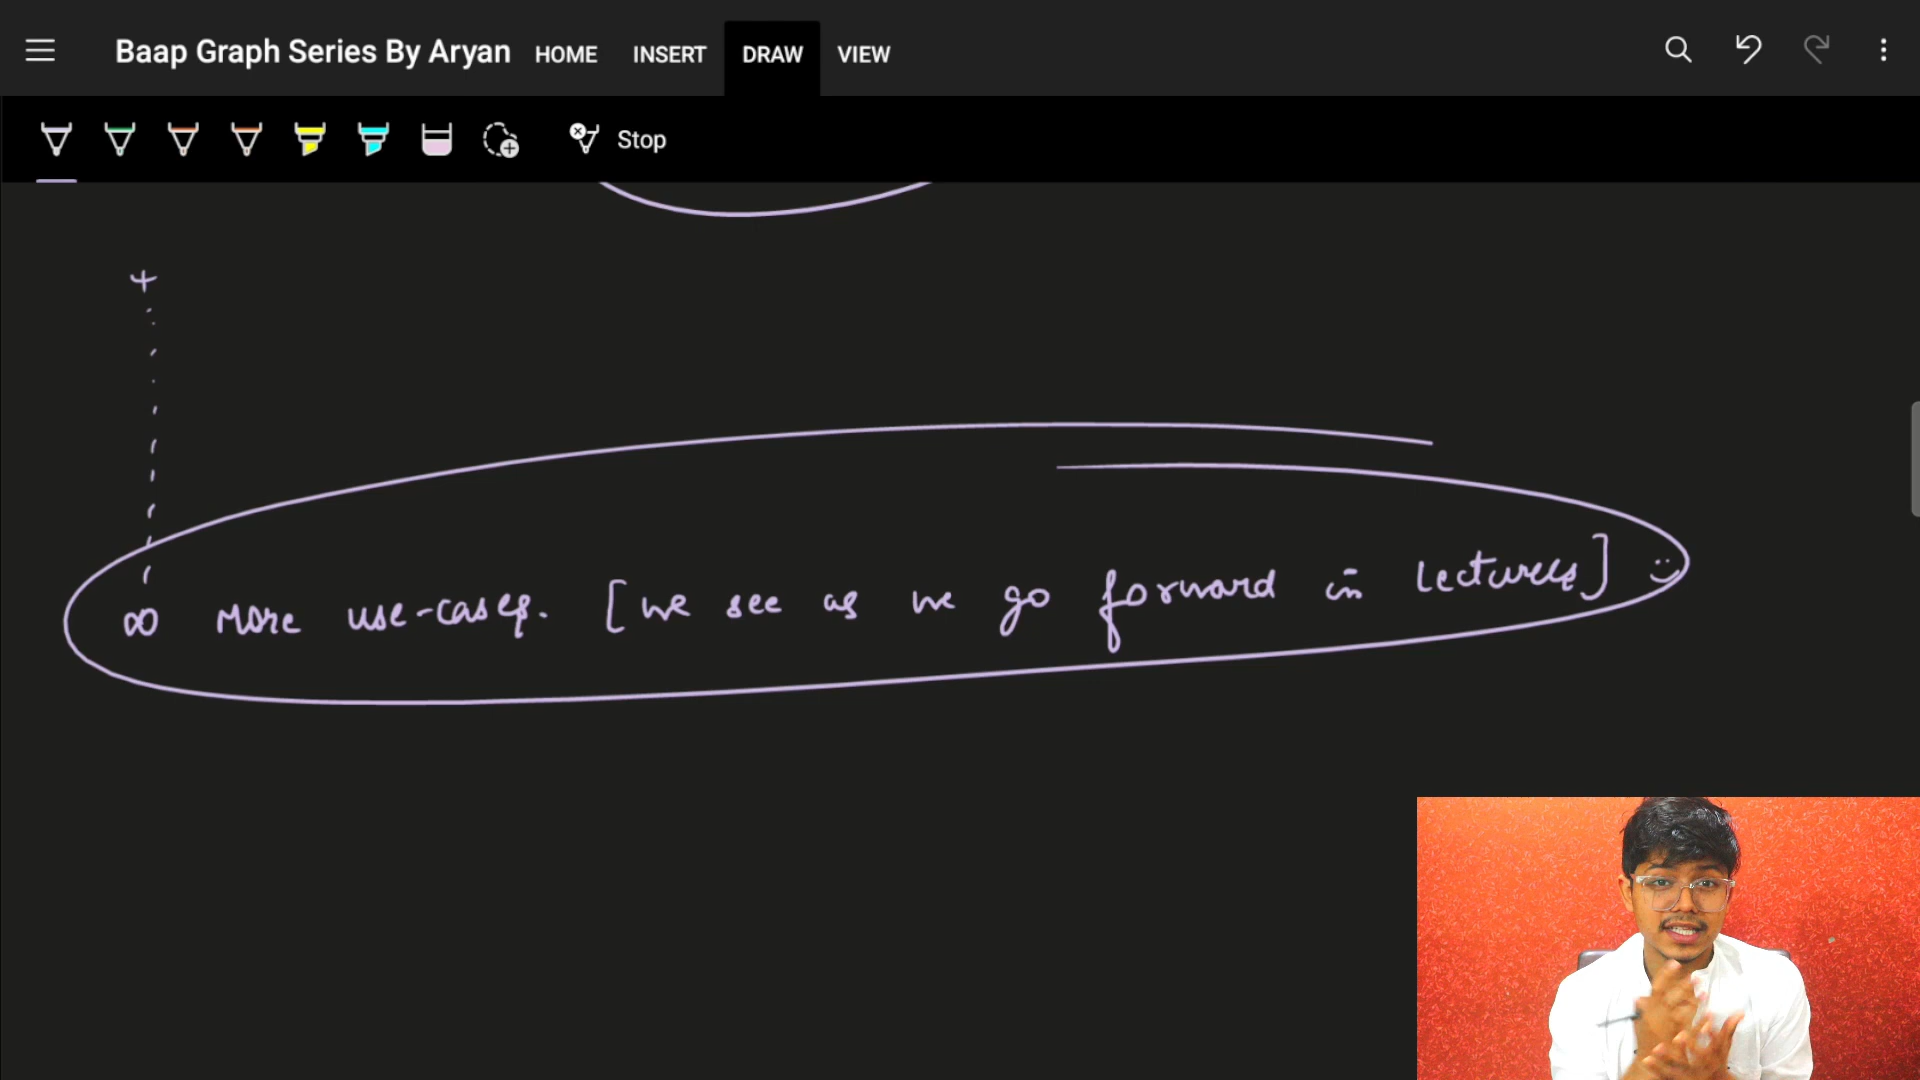 Baap Graph Series By Aryan HOME INSERT DRAW VIEW
Stop
+
∞ More use-cases. [we see as we go forward in Lectures] :)